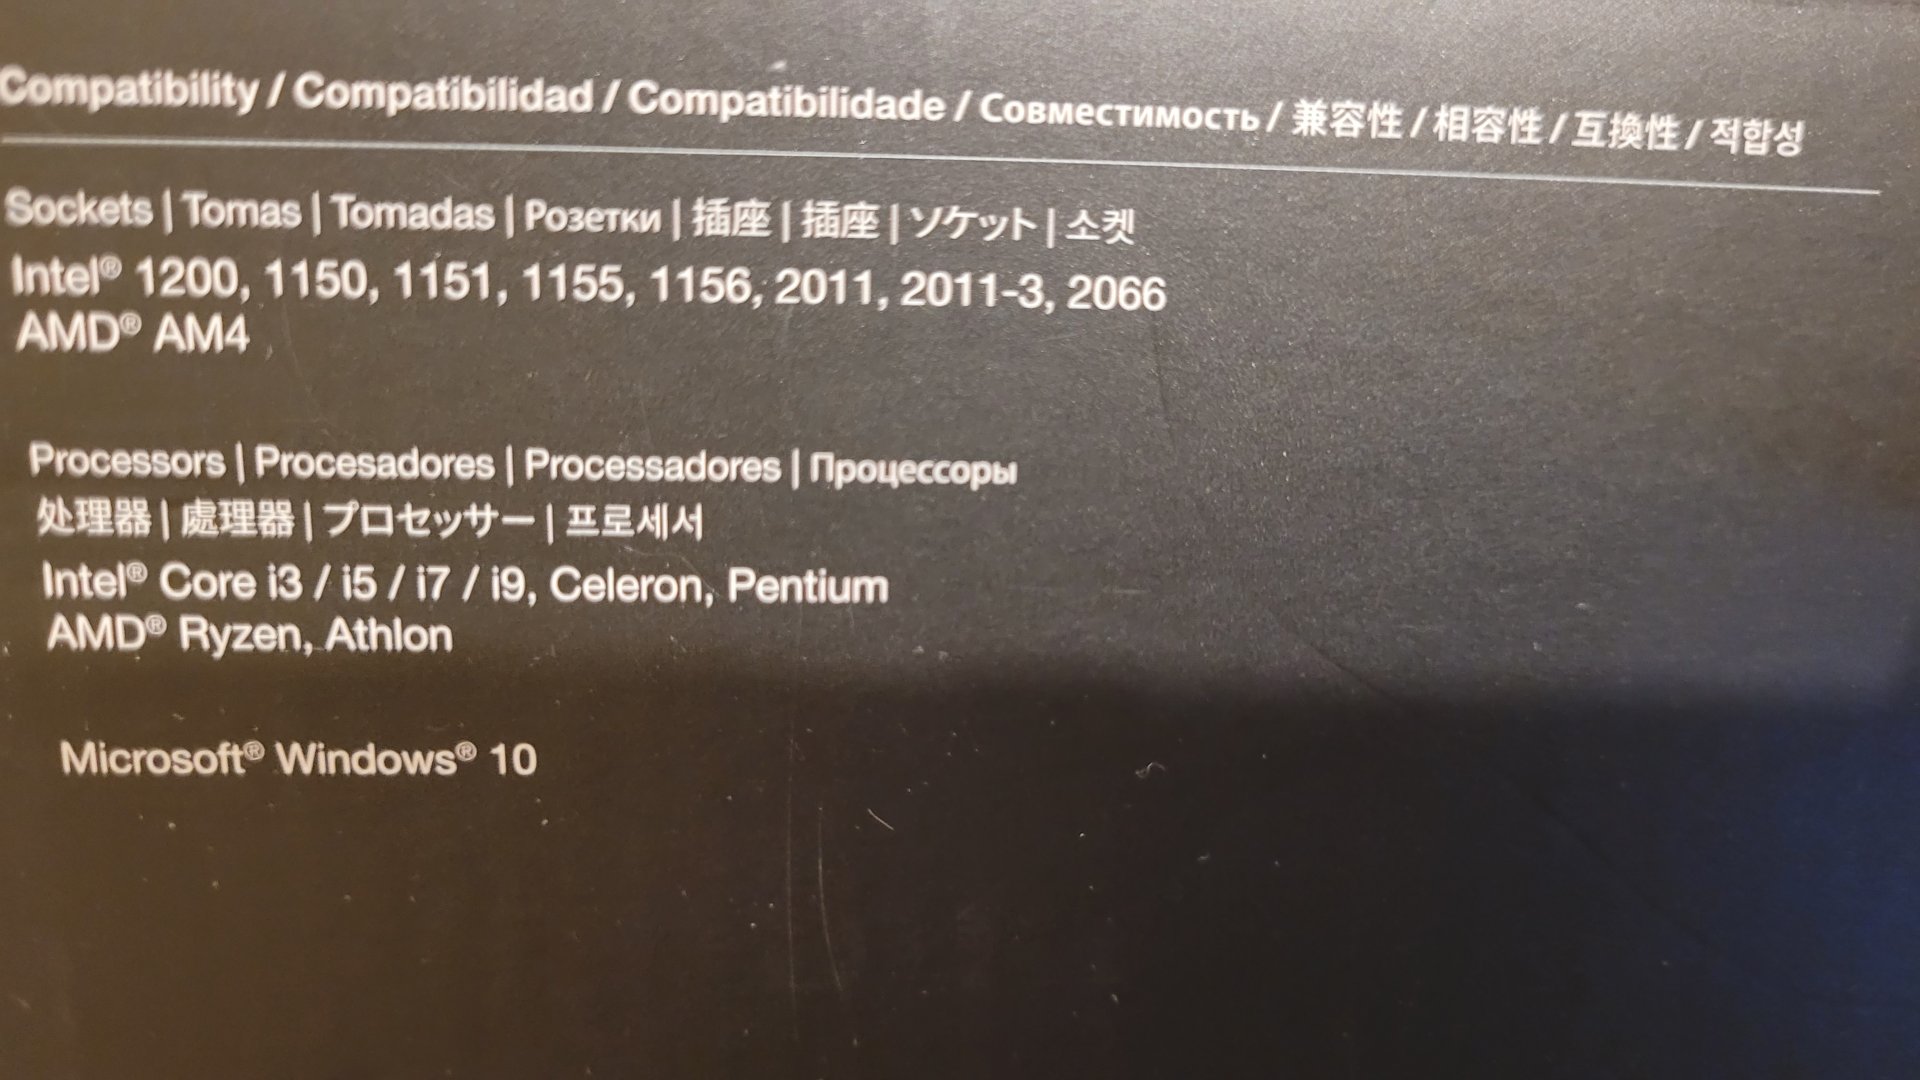 Compatibility / Compatibilidad / Compatibilidade / Совместимость / 兼容性 / 相容性 / 互換性 / 적합성
Sockets | Tomas | Tomadas | Розетки | 插座 | 插座 | ソケット | 소켓
Intel® 1200, 1150, 1151, 1155, 1156, 2011, 2011-3, 2066
AMD® AM4
Processors | Procesadores | Processadores | Процессоры
处理器 | 處理器 | プロセッサー | 프로세서
Intel® Core i3 / i5 / i7 / i9, Celeron, Pentium
AMD® Ryzen, Athlon
Microsoft® Windows® 10